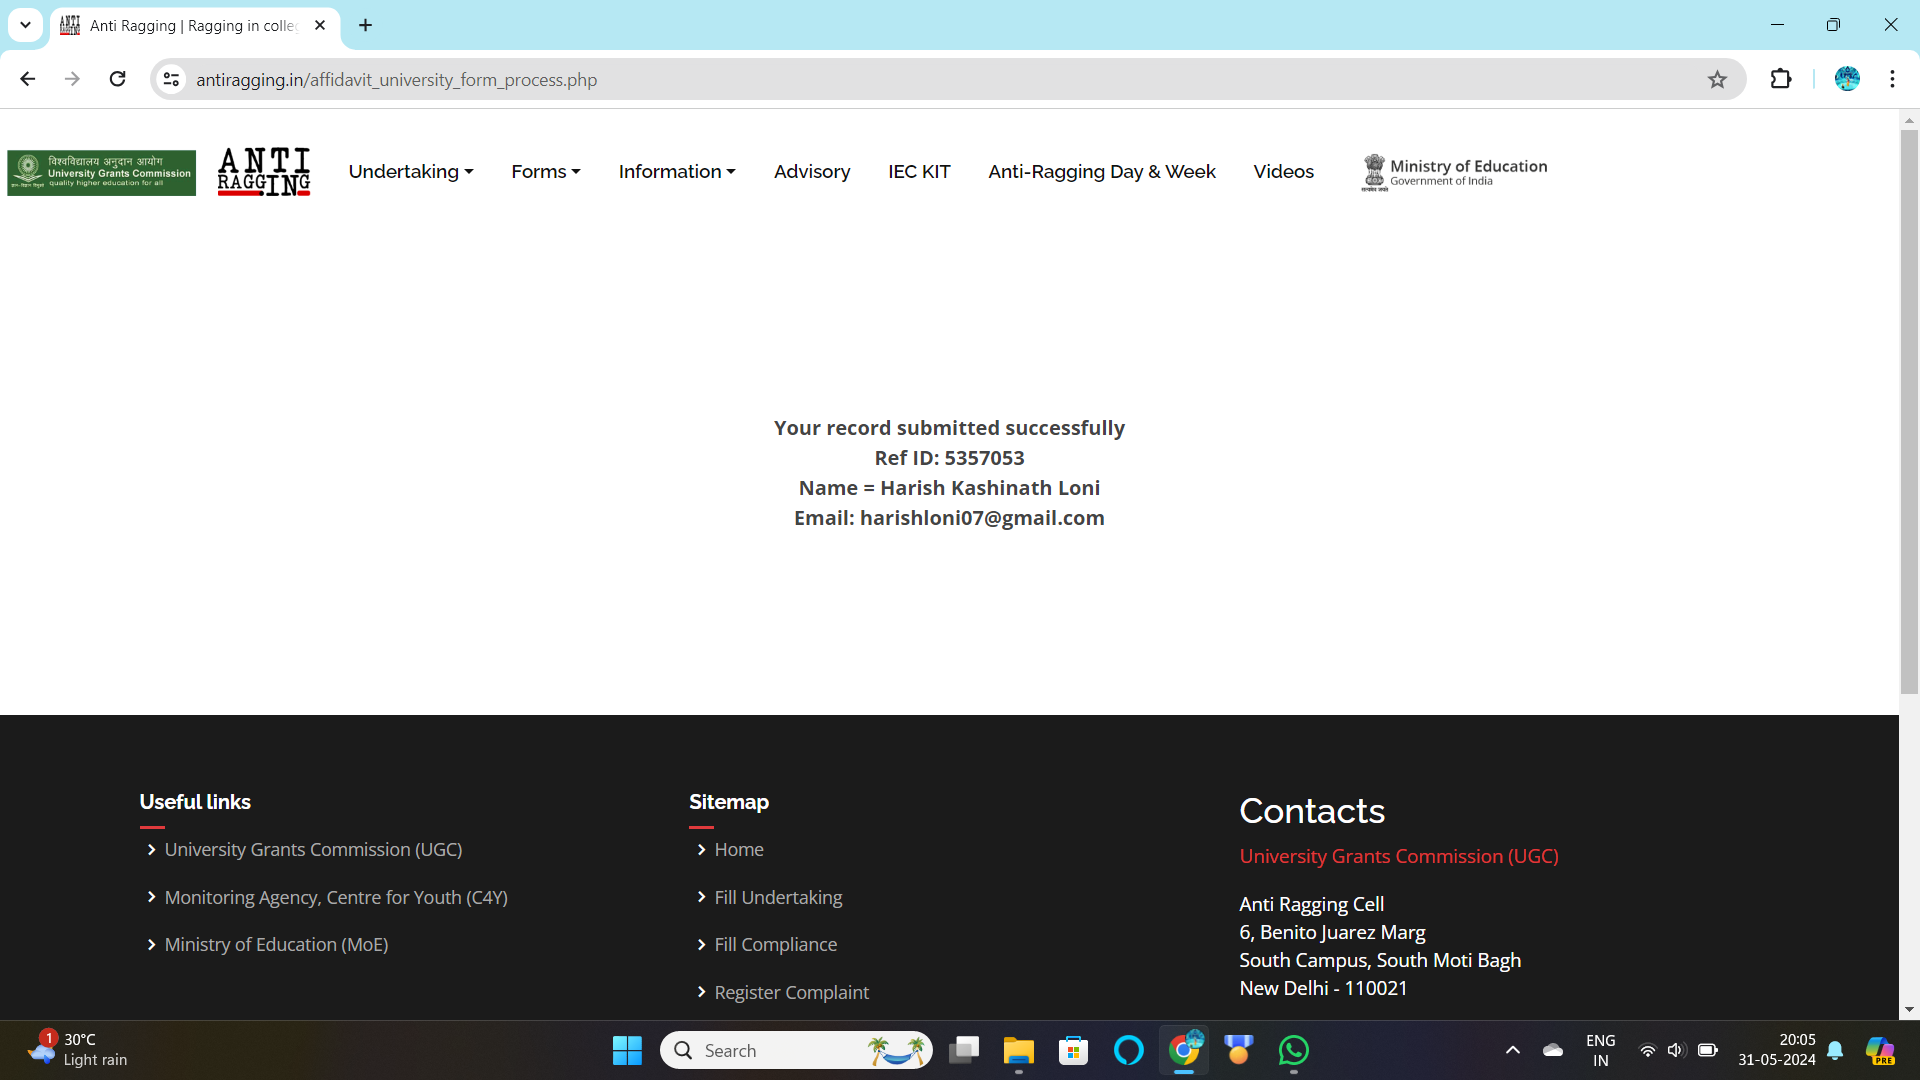 Anti Ragging | Ragging in colle
antiragging.in/affidavit_university_form_process.php
विश्वविद्यालय अनुदान आयोग
University Grants Commission
quality higher education for all
ANTI
RAGGING
Undertaking
Forms
Information
Advisory
IEC KIT
Anti-Ragging Day & Week
Videos
Ministry of Education
Government of India
Your record submitted successfully
Ref ID: 5357053
Name = Harish Kashinath Loni
Email: harishloni07@gmail.com
Useful links
University Grants Commission (UGC)
Monitoring Agency, Centre for Youth (C4Y)
Ministry of Education (MoE)
Sitemap
Home
Fill Undertaking
Fill Compliance
Register Complaint
Contacts
University Grants Commission (UGC)
Anti Ragging Cell
6, Benito Juarez Marg
South Campus, South Moti Bagh
New Delhi - 110021
1
30°C
Light rain
Search
ENG
IN
20:05
31-05-2024
PRE